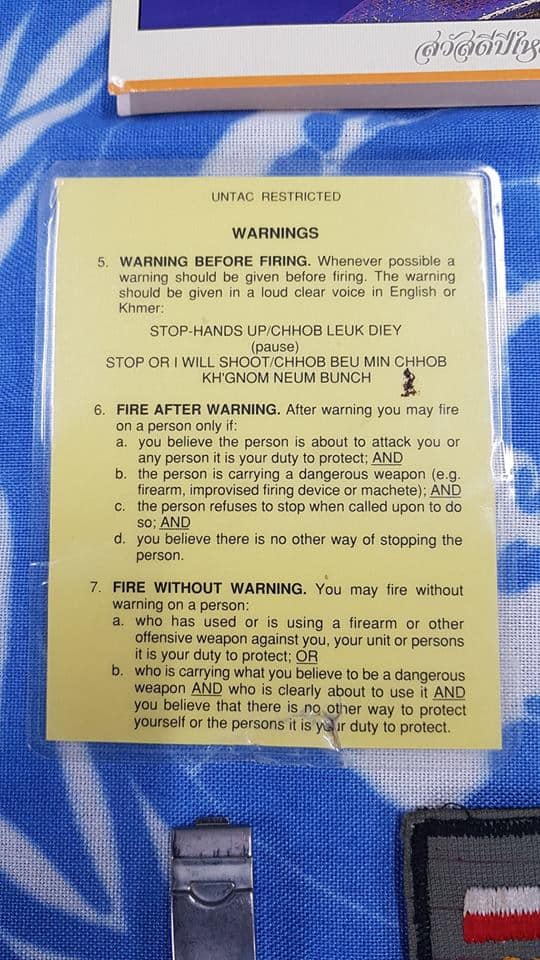 สวัสดีปีให
UNTAC RESTRICTED
WARNINGS
5. WARNING BEFORE FIRING. Whenever possible a
warning should be given before firing. The warning
should be given in a loud clear voice in English or
Khmer:
STOP-HANDS UP/CHHOB LEUK DIEY
(pause)
STOP OR I WILL SHOOT/CHHOB BEU MIN CHHOB
KH'GNOM NEUM BUNCH
6. FIRE AFTER WARNING. After warning you may fire
on a person only if:
a. you believe the person is about to attack you or
any person it is your duty to protect; AND
b. the person is carrying a dangerous weapon (e.g.
firearm, improvised firing device or machete); AND
c. the person refuses to stop when called upon to do
so; AND
d. you believe there is no other way of stopping the
person.
7. FIRE WITHOUT WARNING. You may fire without
warning on a person:
a. who has used or is using a firearm or other
offensive weapon against you, your unit or persons
it is your duty to protect; OR
b. who is carrying what you believe to be a dangerous
weapon AND who is clearly about to use it AND
you believe that there is no other way to protect
yourself or the persons it is your duty to protect.